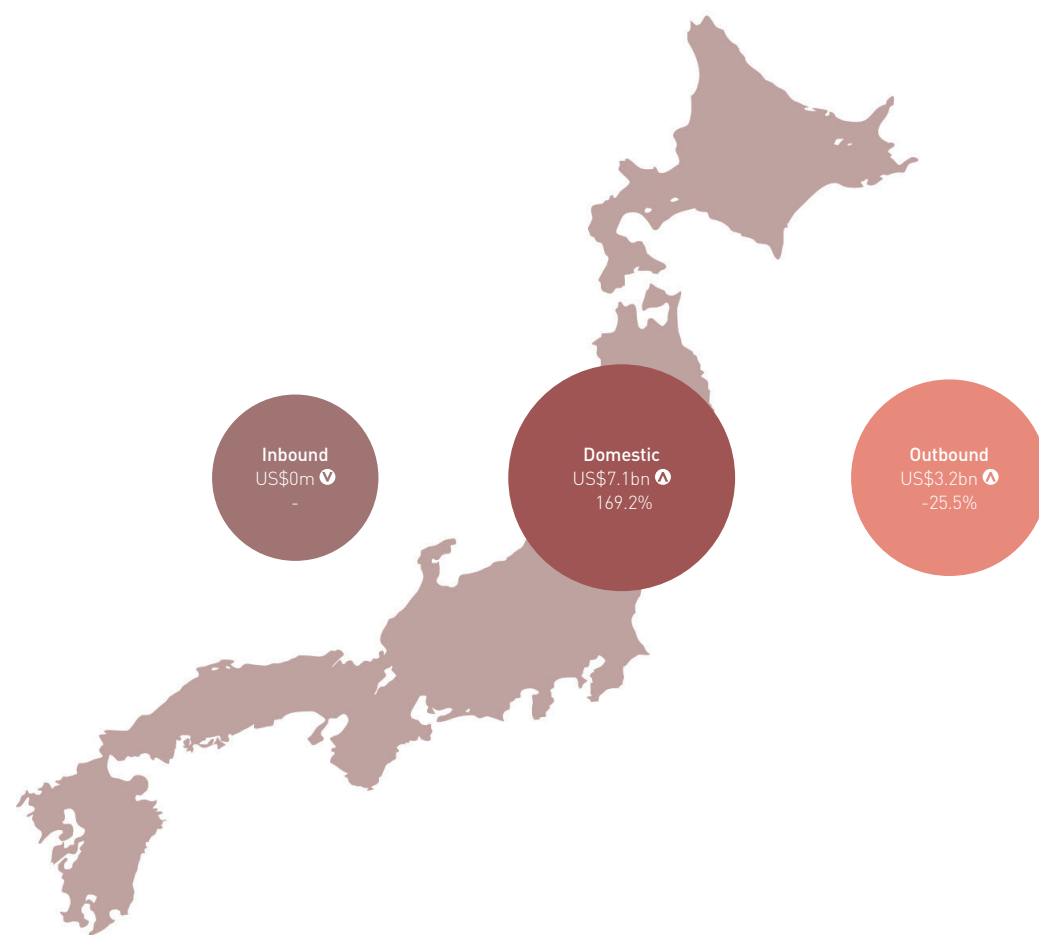 Inbound
US$0m
-
Domestic
US$7.1bn
169.2%
Outbound
US$3.2bn
-25.5%